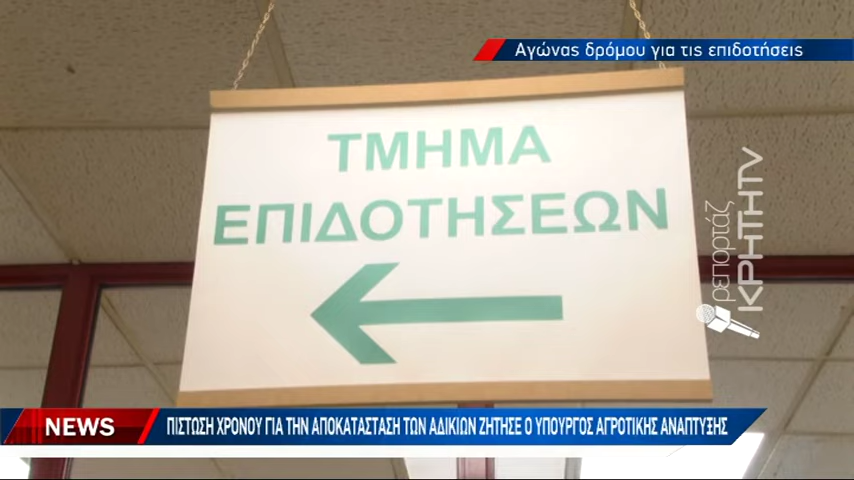 Αγώνας δρόμου για τις επιδοτήσεις
ΤΜΗΜΑ
ΕΠΙΔΟΤΗΣΕΩΝ
ρεπορτάζ
ΚΡΗΤΗTV
NEWS
ΠΙΣΤΩΣΗ ΧΡΟΝΟΥ ΓΙΑ ΤΗΝ ΑΠΟΚΑΤΑΣΤΑΣΗ ΤΩΝ ΑΔΙΚΙΩΝ ΖΗΤΗΣΕ Ο ΥΠΟΥΡΓΟΣ ΑΓΡΟΤΙΚΗΣ ΑΝΑΠΤΥΞΗΣ